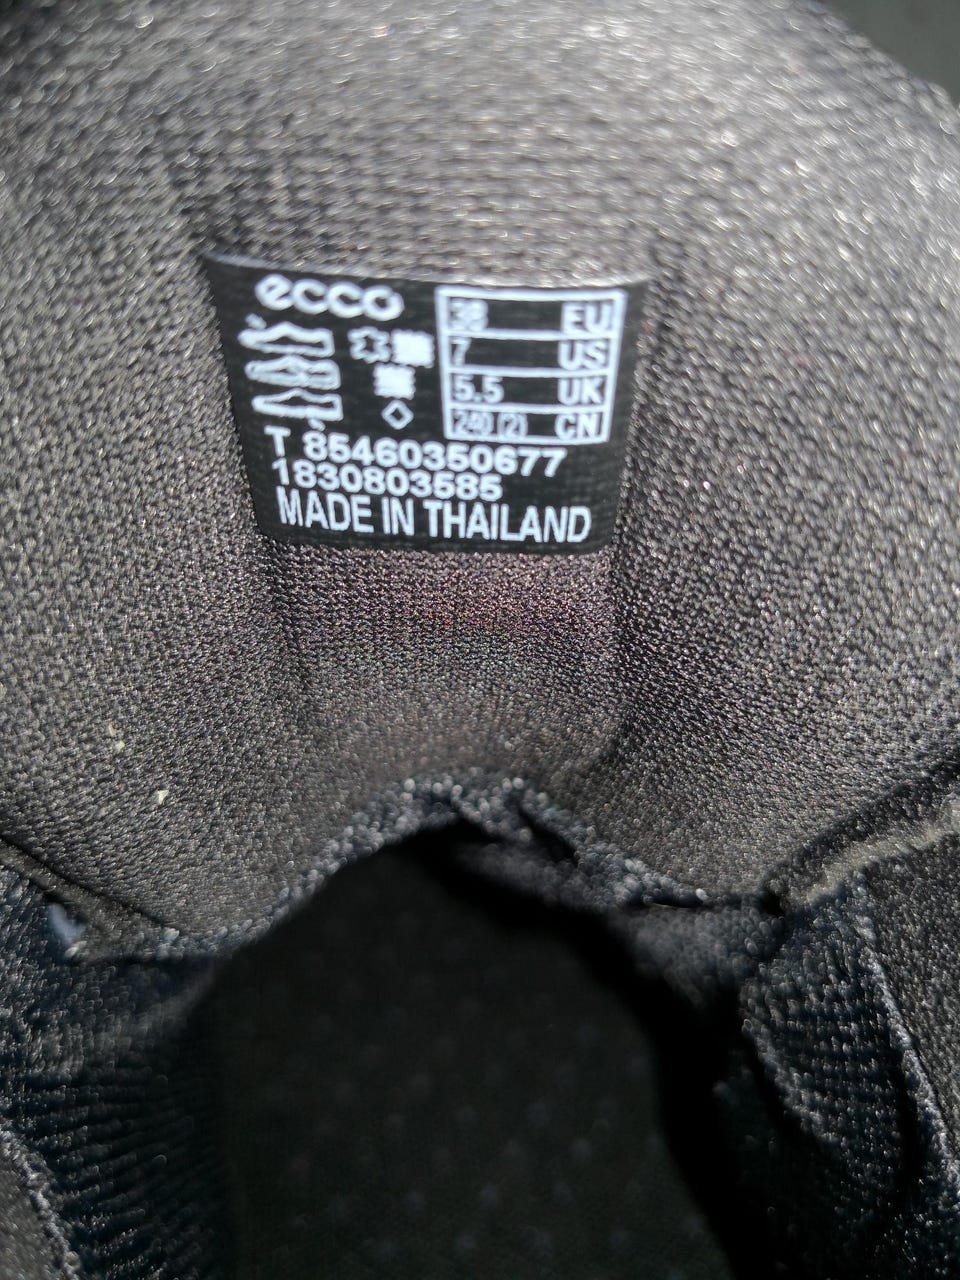 ecco
38 EU
7 US
5.5 UK
240 (2) CN
T 85460350677
1830803585
MADE IN THAILAND